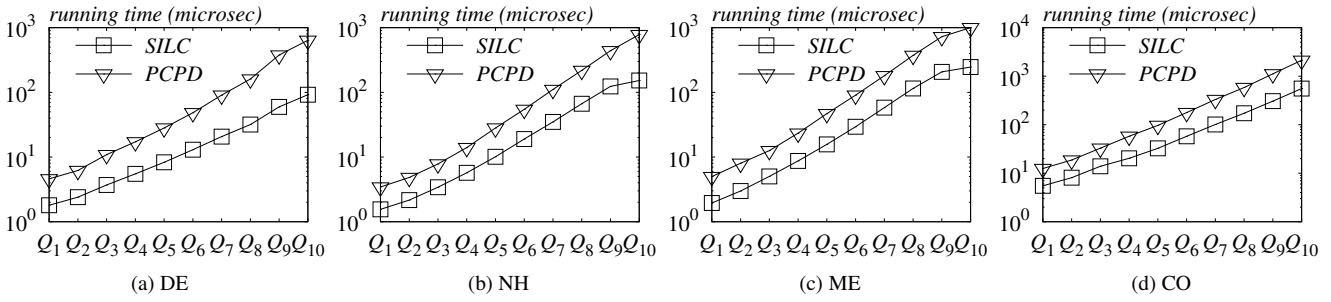 running time (microsec)
10^3
10^2
10^1
10^0
SILC
PCPD
Q1 Q2 Q3 Q4 Q5 Q6 Q7 Q8 Q9 Q10
(a) DE
running time (microsec)
10^3
10^2
10^1
10^0
SILC
PCPD
Q1 Q2 Q3 Q4 Q5 Q6 Q7 Q8 Q9 Q10
(b) NH
running time (microsec)
10^3
10^2
10^1
10^0
SILC
PCPD
Q1 Q2 Q3 Q4 Q5 Q6 Q7 Q8 Q9 Q10
(c) ME
running time (microsec)
10^4
10^3
10^2
10^1
10^0
SILC
PCPD
Q1 Q2 Q3 Q4 Q5 Q6 Q7 Q8 Q9 Q10
(d) CO